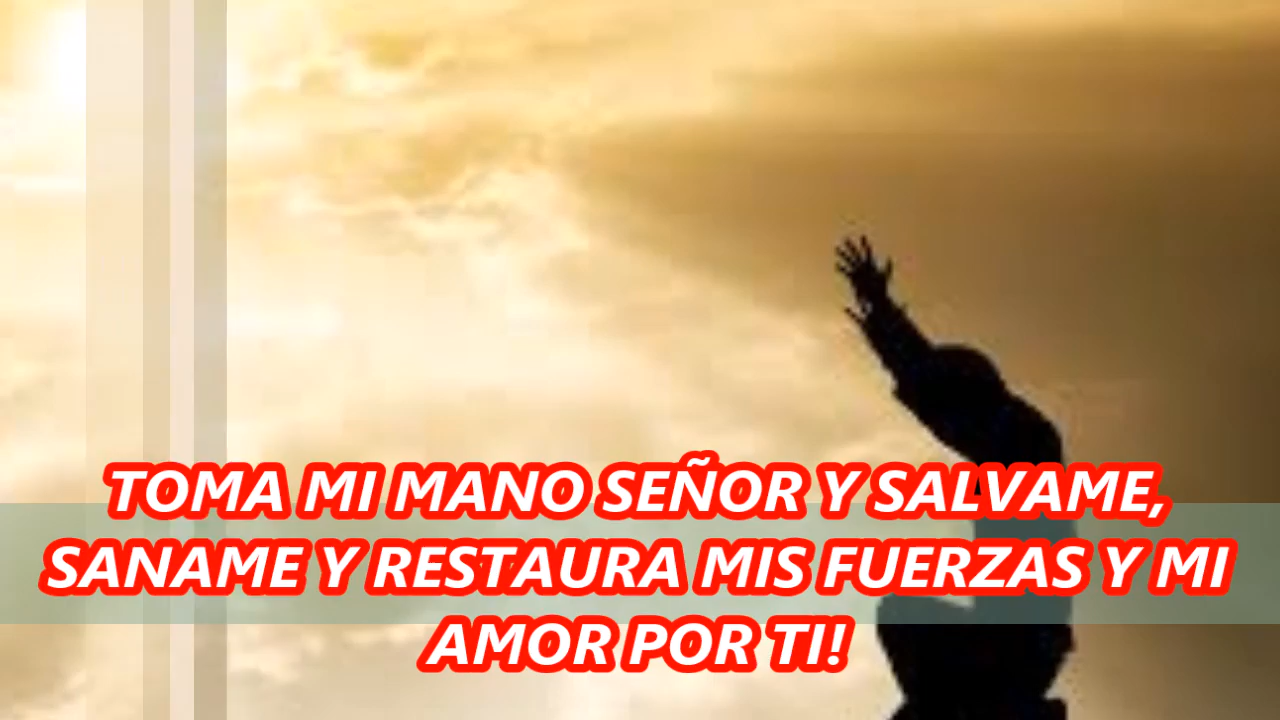 TOMA MI MANO SEÑOR Y SALVAME,
SANAME Y RESTAURA MIS FUERZAS Y MI
AMOR POR TI!